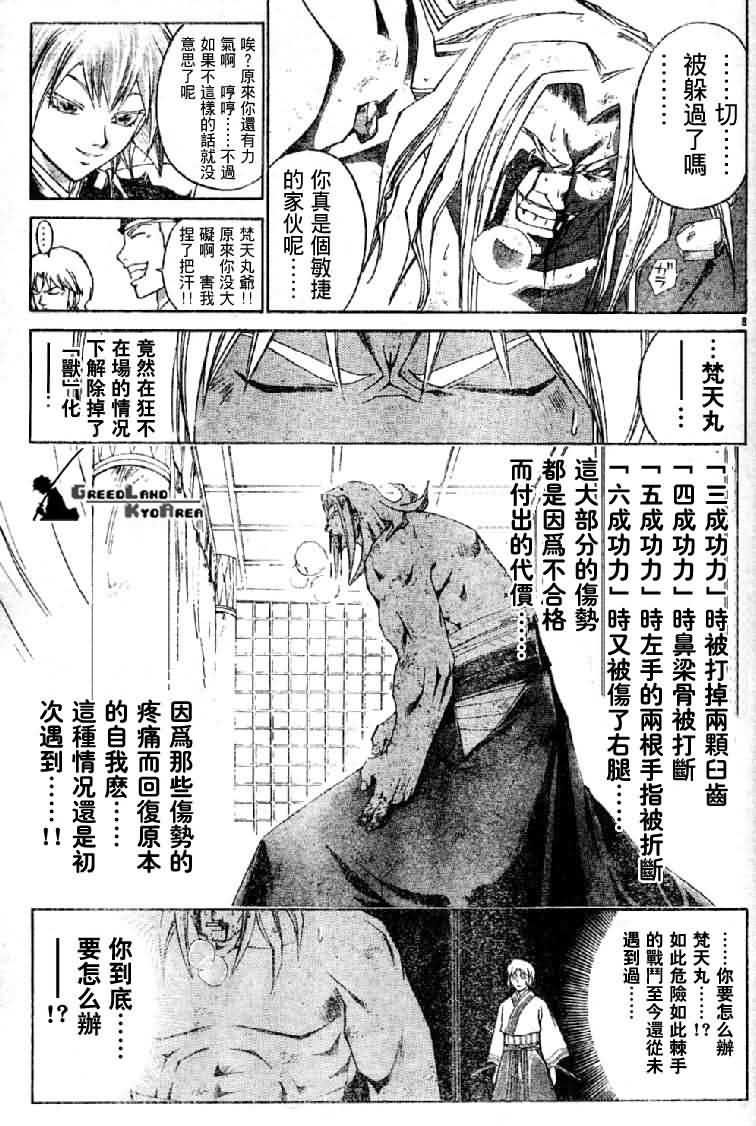 ……切
被躲過了嗎
……
你真是個敏捷
的家伙呢……
ガラ
唉?原來你還有力
氣啊 哼哼……不過
如果不這樣的話就没
意思了呢
梵天丸爺!!
原來你没大
礙啊 害我
捏了把汗!!
…
8
…梵天丸
——…
竟然在狂不
在場的情况
下解除掉了
「獸」化
——…
「三成功力」時被打掉兩顆臼齒
「四成功力」時鼻梁骨被打斷
「五成功力」時左手的兩根手指被折斷
「六成功力」時又被傷了右腿……
這大部分的傷勢
都是因爲不合格
而付出的代價……
GreedLand
KyoArea
因爲那些傷勢的
疼痛而回復原本
的自我麽……
這種情况還是初
次遇到……!!
……你要怎么辦
梵天丸……!?
如此危險如此棘手
的戰鬥至今還從未
遇到過……
你到底……
要怎么辦
——!?